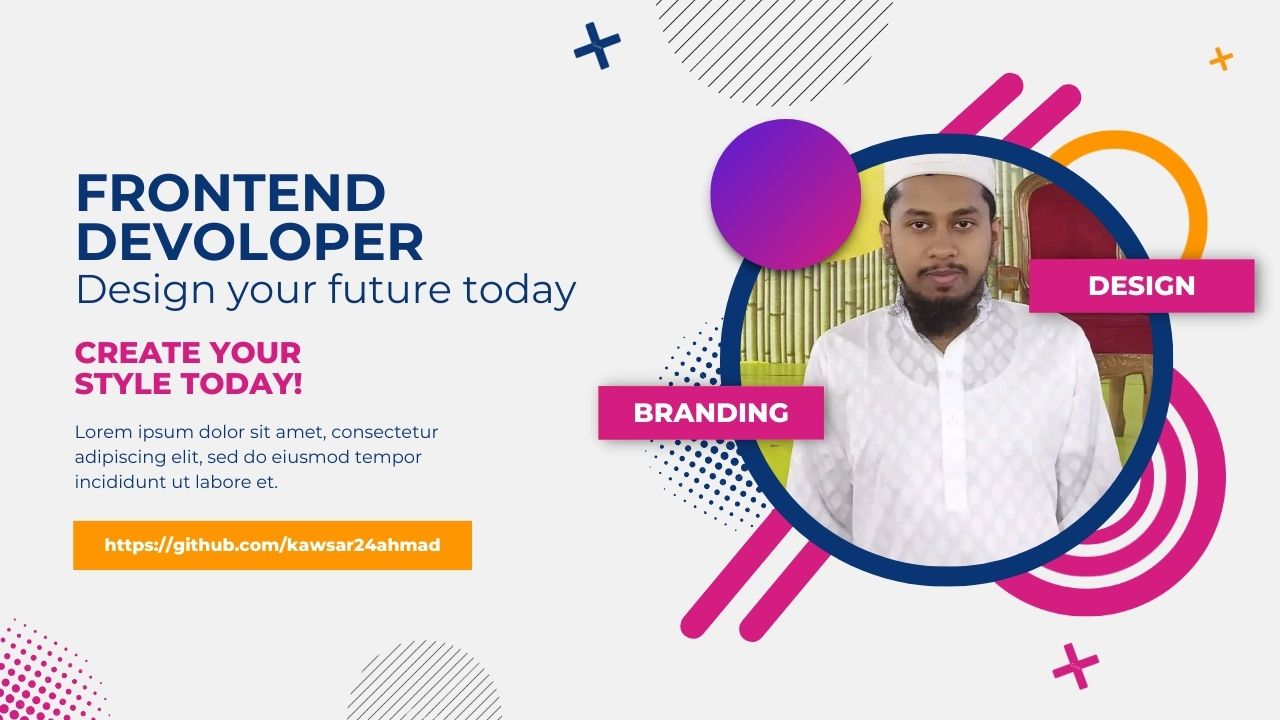 FRONTEND
DEVOLOPER
Design your future today
CREATE YOUR
STYLE TODAY!
Lorem ipsum dolor sit amet, consectetur
adipiscing elit, sed do eiusmod tempor
incididunt ut labore et.
https://github.com/kawsar24ahmad
DESIGN
BRANDING